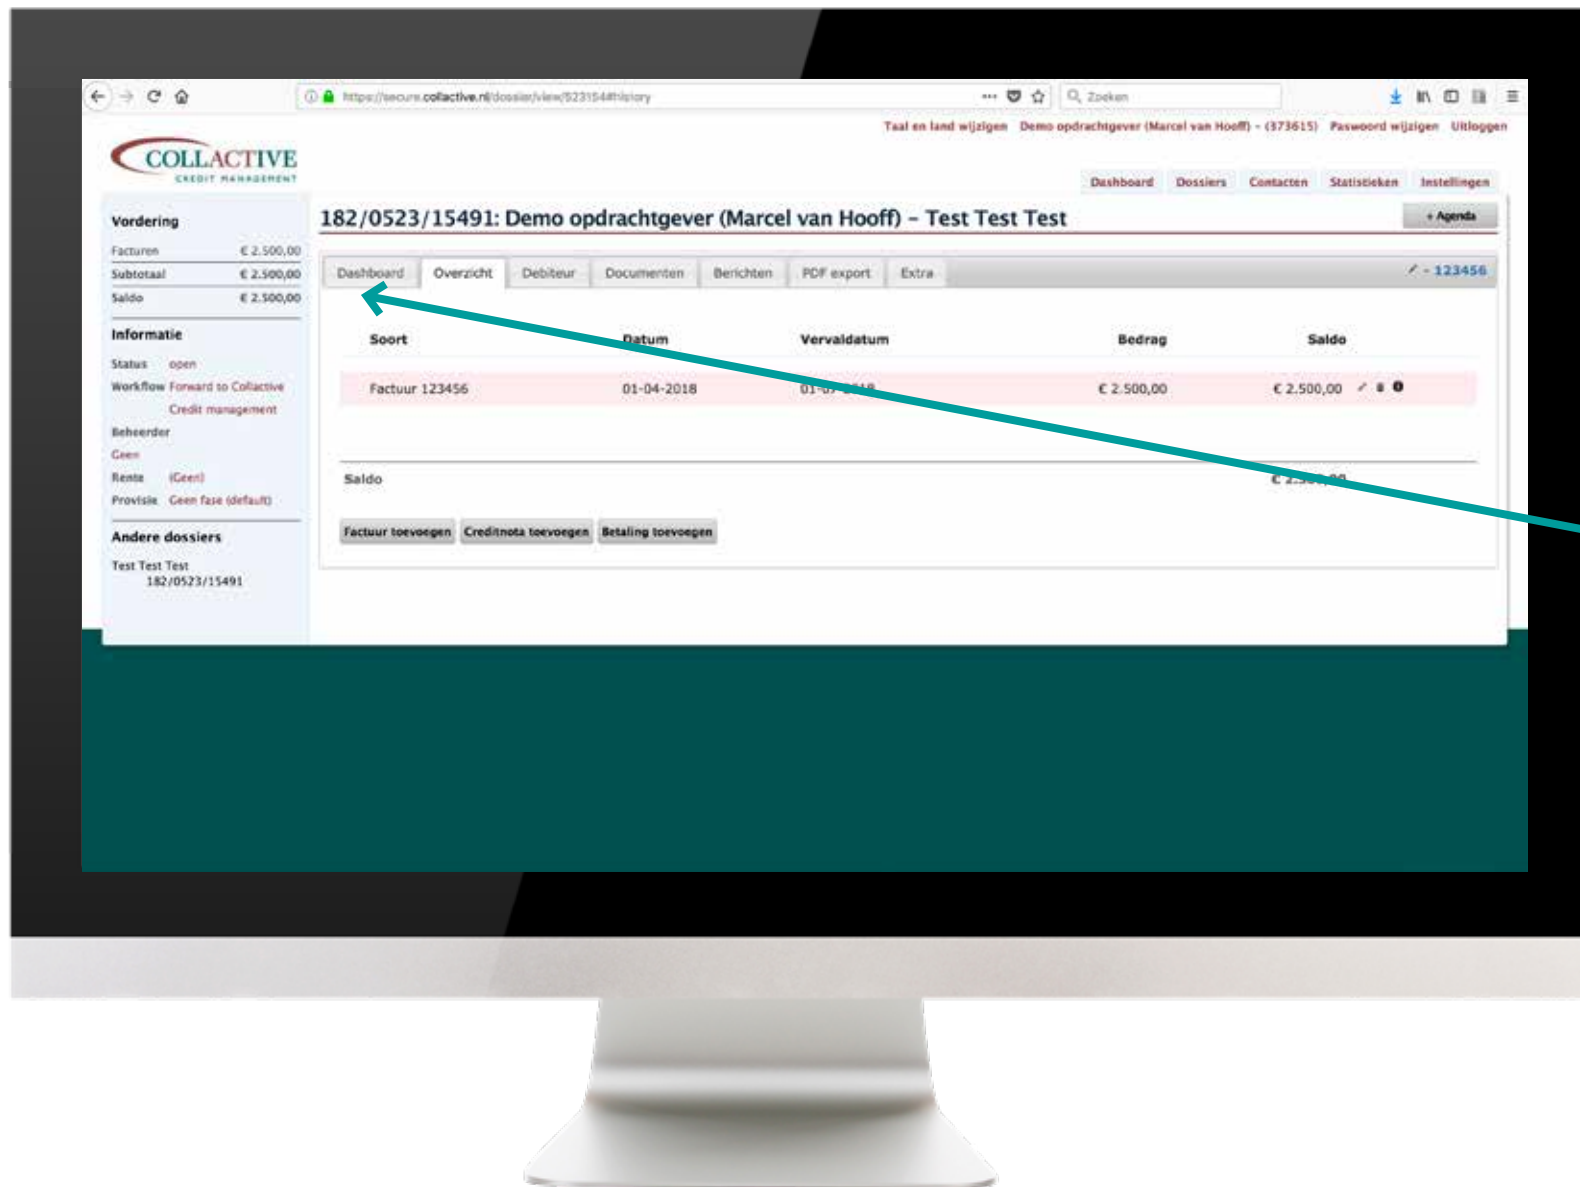 https://secure.collactive.nl/dossier/view/523154#history
Zoeken
Taal en land wijzigen Demo opdrachtgever (Marcel van Hooff) - (373615) Paswoord wijzigen Uitloggen
COLLACTIVE
CREDIT MANAGEMENT
Dashboard Dossiers Contacten Statistieken Instellingen
182/0523/15491: Demo opdrachtgever (Marcel van Hooff) - Test Test Test
+ Agenda
Vordering
Facturen € 2.500,00
Subtotaal € 2.500,00
Saldo € 2.500,00
Informatie
Status open
Workflow Forward to Collactive
Credit management
Beheerder
Geen
Rente (Geen)
Provisie Geen fase (default)
Andere dossiers
Test Test Test
182/0523/15491
Dashboard Overzicht Debiteur Documenten Berichten PDF export Extra
- 123456
Soort Datum Vervaldatum Bedrag Saldo
Factuur 123456 01-04-2018 € 2.500,00 € 2.500,00
Saldo € 2.500,00
Factuur toevoegen Creditnota toevoegen Betaling toevoegen